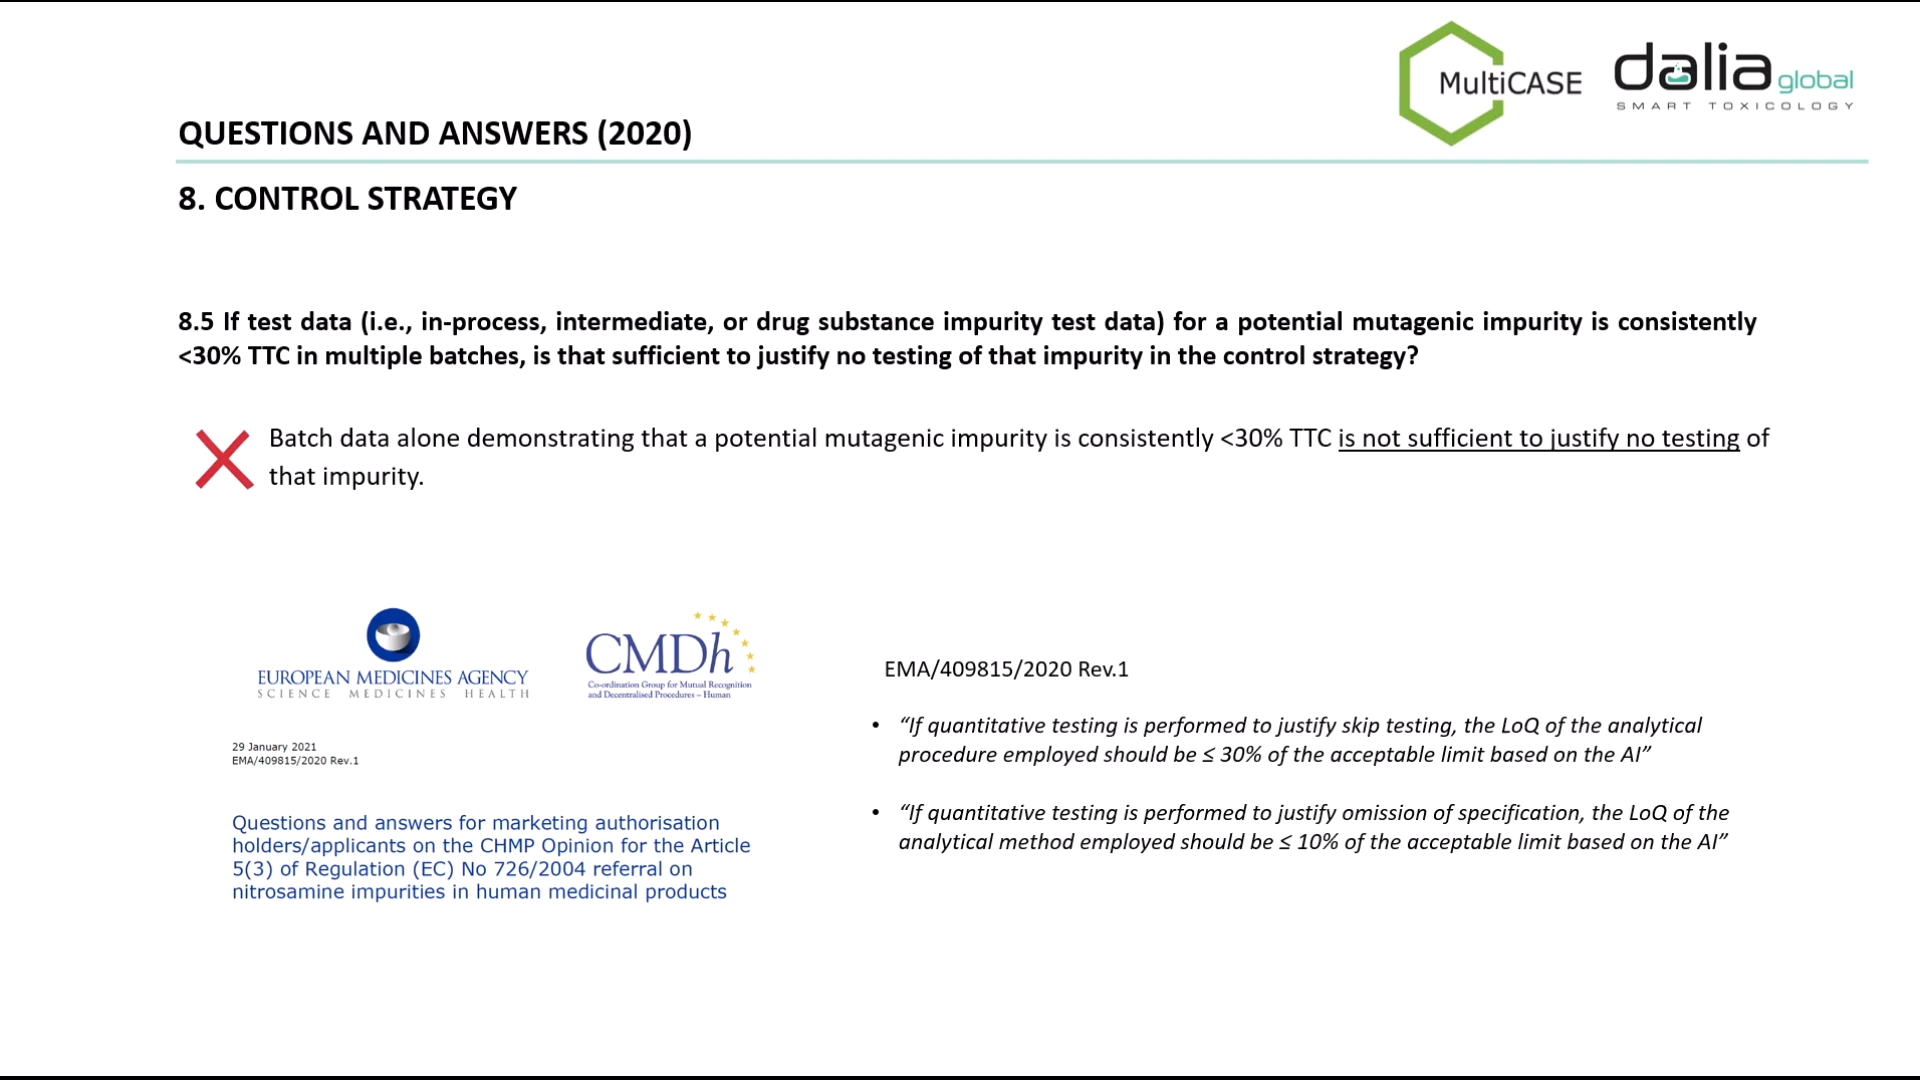 MultiCASE
dalia global
SMART TOXICOLOGY
QUESTIONS AND ANSWERS (2020)
8. CONTROL STRATEGY
8.5 If test data (i.e., in-process, intermediate, or drug substance impurity test data) for a potential mutagenic impurity is consistently
<30% TTC in multiple batches, is that sufficient to justify no testing of that impurity in the control strategy?
Batch data alone demonstrating that a potential mutagenic impurity is consistently <30% TTC is not sufficient to justify no testing of
that impurity.
EUROPEAN MEDICINES AGENCY
SCIENCE MEDICINES HEALTH
CMDh
Co-ordination Group for Mutual Recognition
and Decentralised Procedures – Human
29 January 2021
EMA/409815/2020 Rev.1
Questions and answers for marketing authorisation
holders/applicants on the CHMP Opinion for the Article
5(3) of Regulation (EC) No 726/2004 referral on
nitrosamine impurities in human medicinal products
EMA/409815/2020 Rev.1
• “If quantitative testing is performed to justify skip testing, the LoQ of the analytical
procedure employed should be ≤ 30% of the acceptable limit based on the AI”
• “If quantitative testing is performed to justify omission of specification, the LoQ of the
analytical method employed should be ≤ 10% of the acceptable limit based on the AI”